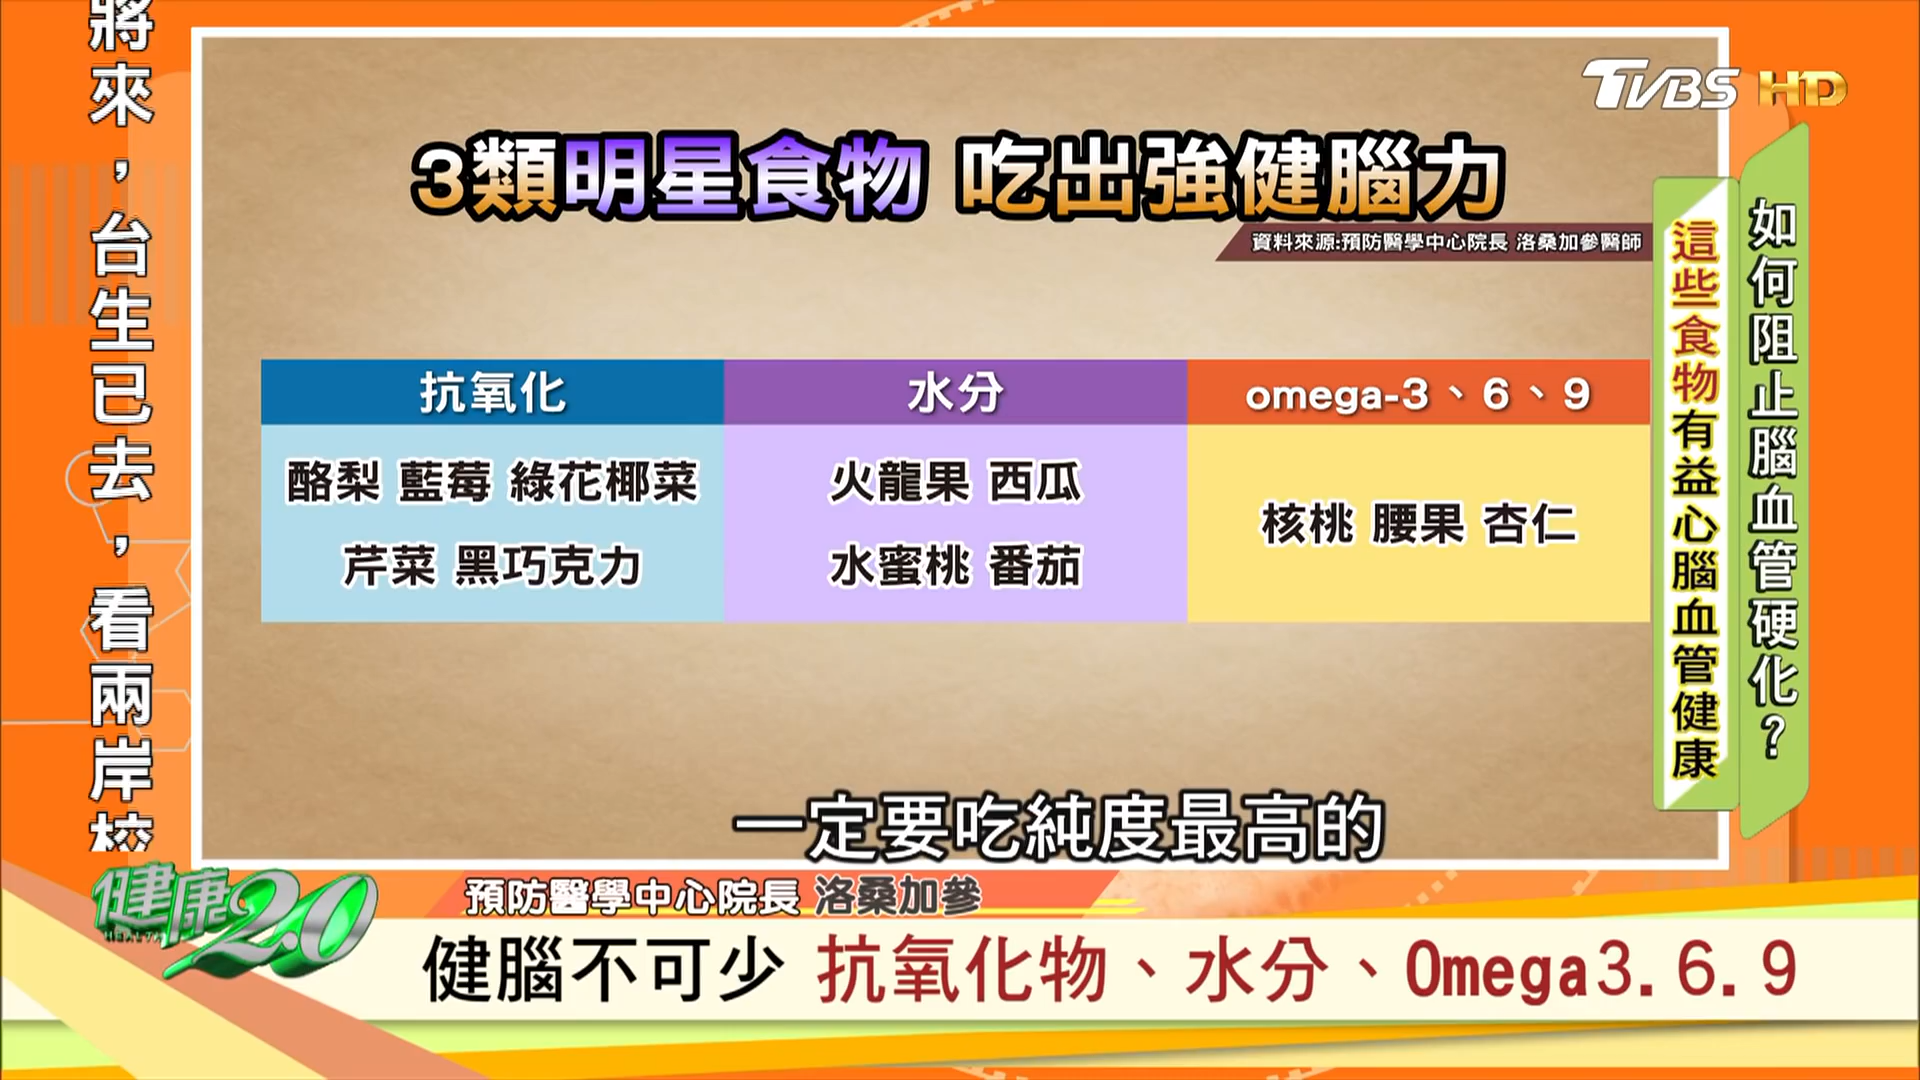 將來，台生已去，看兩岸校
TVBS HD
3類明星食物 吃出強健腦力
資料來源:預防醫學中心院長 洛桑加參醫師
如何阻止腦血管硬化？
這些食物有益心腦血管健康
抗氧化
水分
omega-3、6、9
酪梨 藍莓 綠花椰菜
芹菜 黑巧克力
火龍果 西瓜
水蜜桃 番茄
核桃 腰果 杏仁
一定要吃純度最高的
健康2.0
HEALTH
預防醫學中心院長 洛桑加參
健腦不可少 抗氧化物、水分、Omega3.6.9